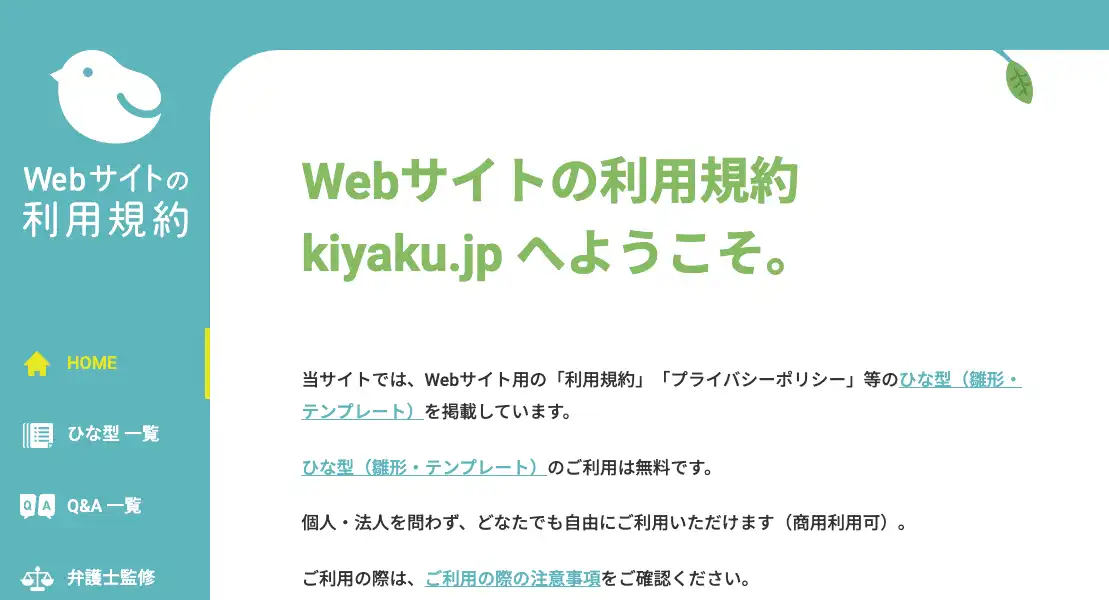 Webサイトの
利用規約
HOME
ひな型 一覧
Q A
Q&A 一覧
弁護士監修
Webサイトの利用規約
kiyaku.jp へようこそ。
当サイトでは、Webサイト用の「利用規約」「プライバシーポリシー」等のひな型（雛形・
テンプレート）を掲載しています。
ひな型（雛形・テンプレート）のご利用は無料です。
個人・法人を問わず、どなたでも自由にご利用いただけます（商用利用可）。
ご利用の際は、ご利用の際の注意事項をご確認ください。